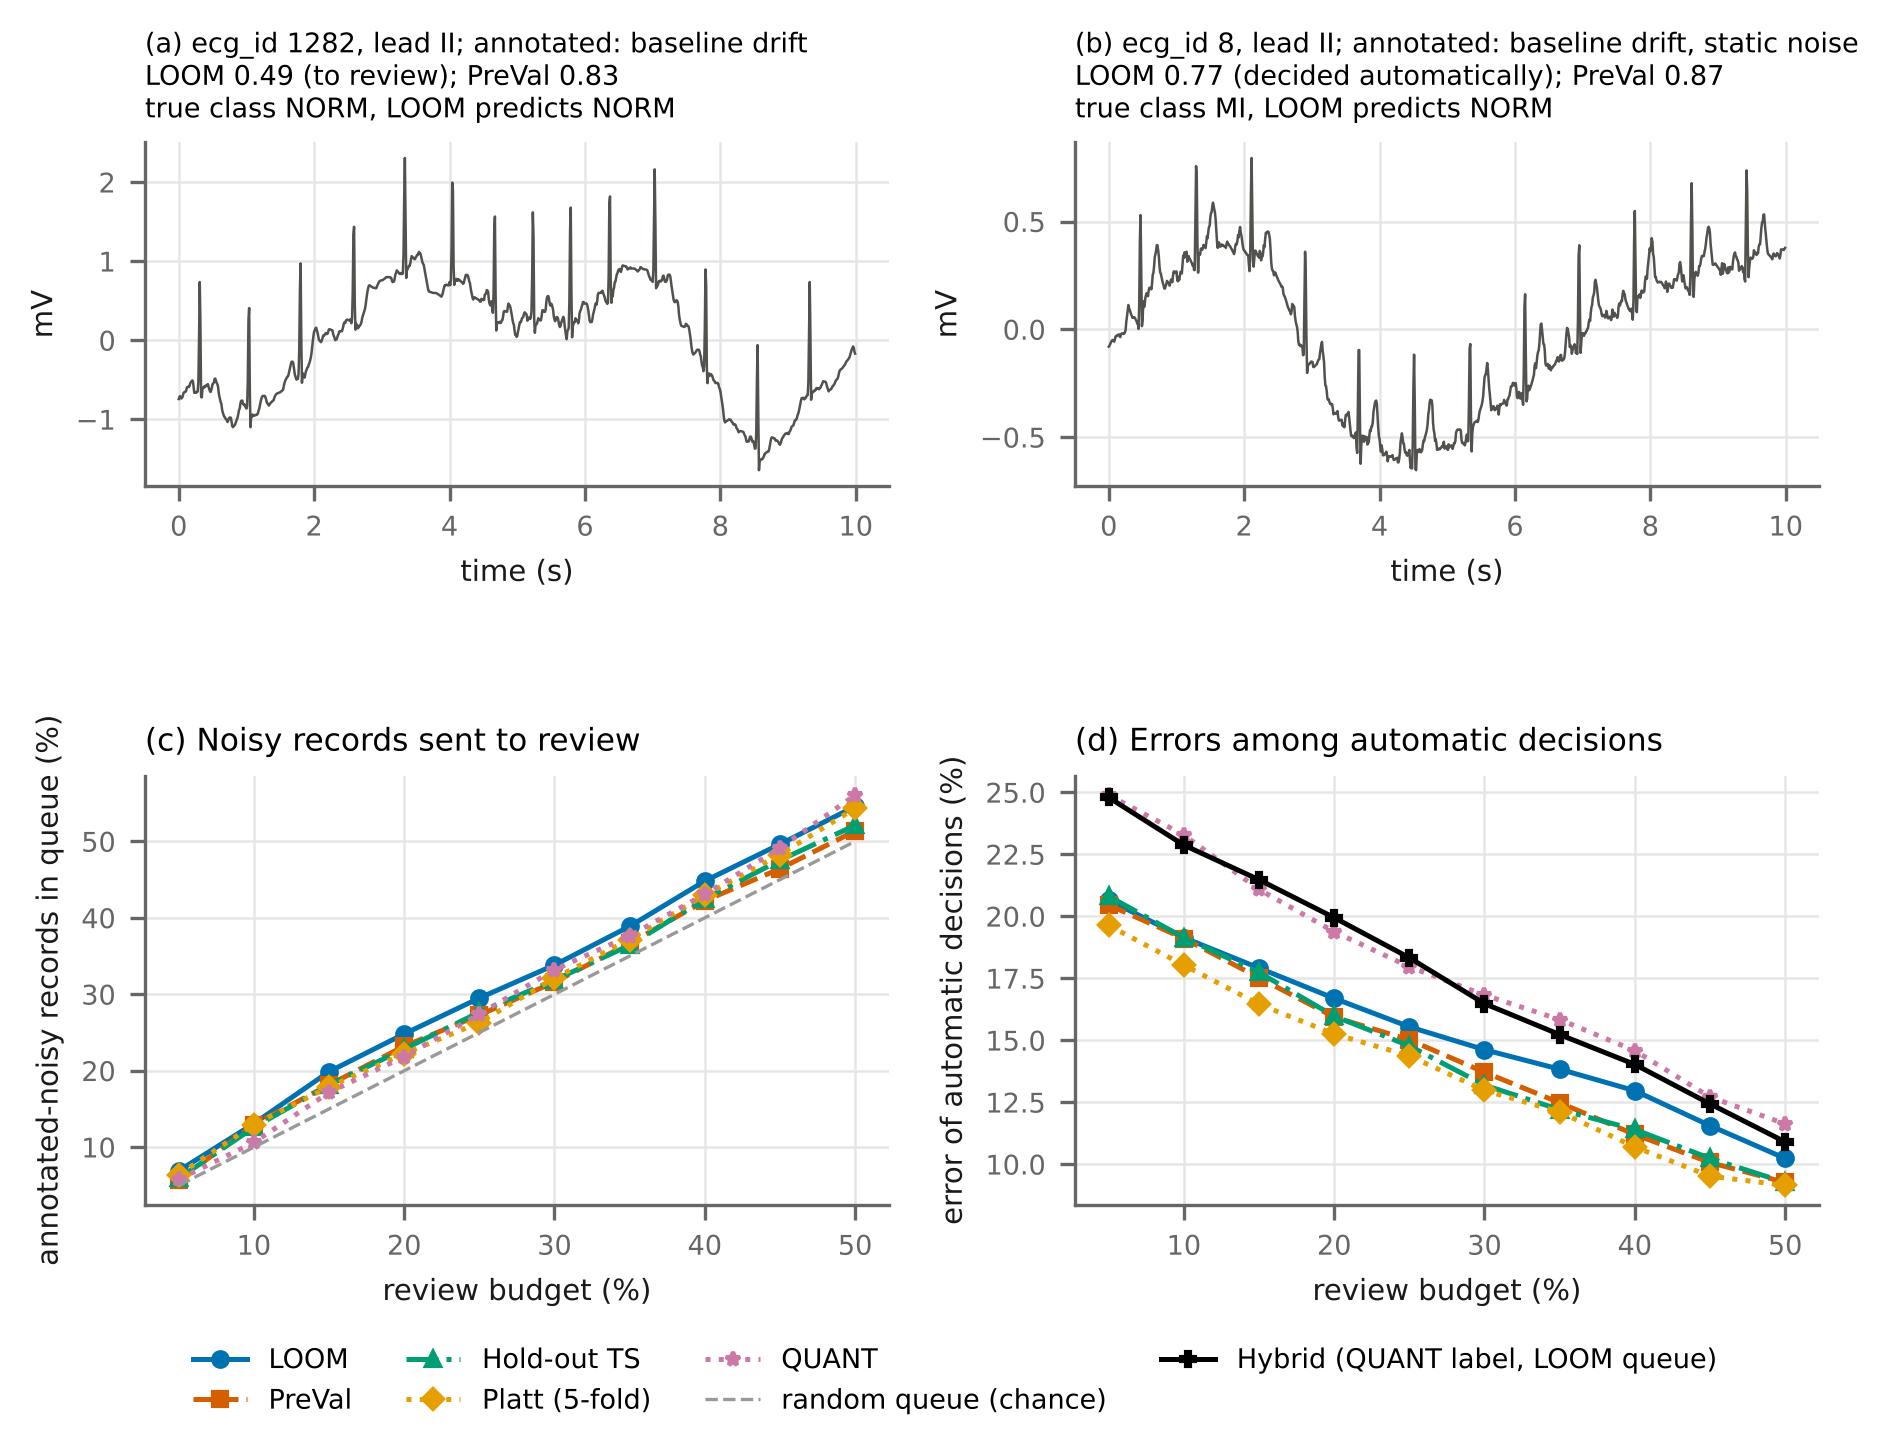 (a) ecg_id 1282, lead II; annotated: baseline drift
LOOM 0.49 (to review); PreVal 0.83
true class NORM, LOOM predicts NORM
2
1
0
−1
mV
0 2 4 6 8 10
time (s)
(b) ecg_id 8, lead II; annotated: baseline drift, static noise
LOOM 0.77 (decided automatically); PreVal 0.87
true class MI, LOOM predicts NORM
0.5
0.0
−0.5
mV
0 2 4 6 8 10
time (s)
(c) Noisy records sent to review
50
40
30
20
10
annotated-noisy records in queue (%)
10 20 30 40 50
review budget (%)
(d) Errors among automatic decisions
25.0
22.5
20.0
17.5
15.0
12.5
10.0
error of automatic decisions (%)
10 20 30 40 50
review budget (%)
LOOM
PreVal
Hold-out TS
Platt (5-fold)
QUANT
random queue (chance)
Hybrid (QUANT label, LOOM queue)